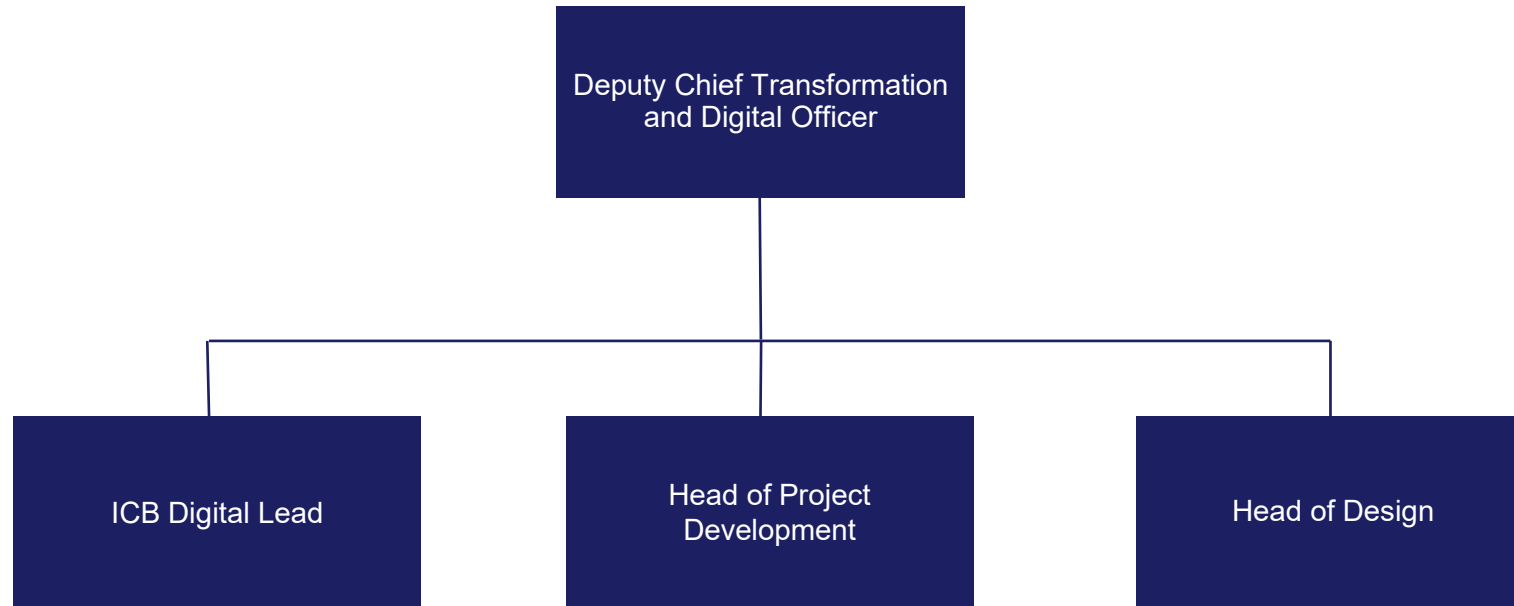 Deputy Chief Transformation
and Digital Officer
ICB Digital Lead
Head of Project
Development
Head of Design